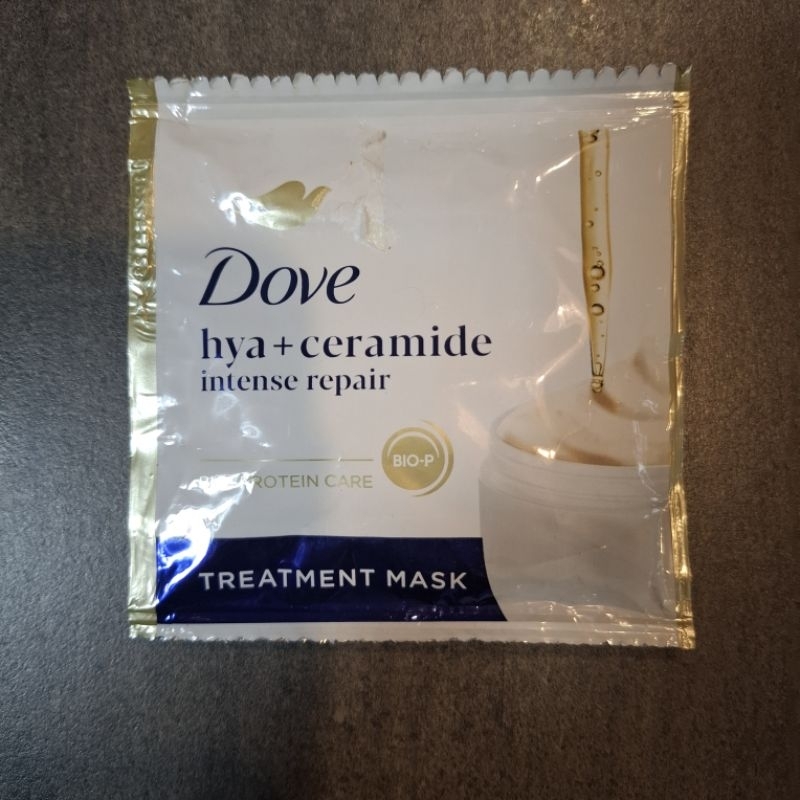 Dove
hya + ceramide
intense repair
BIO-P
PROTEIN CARE
TREATMENT MASK